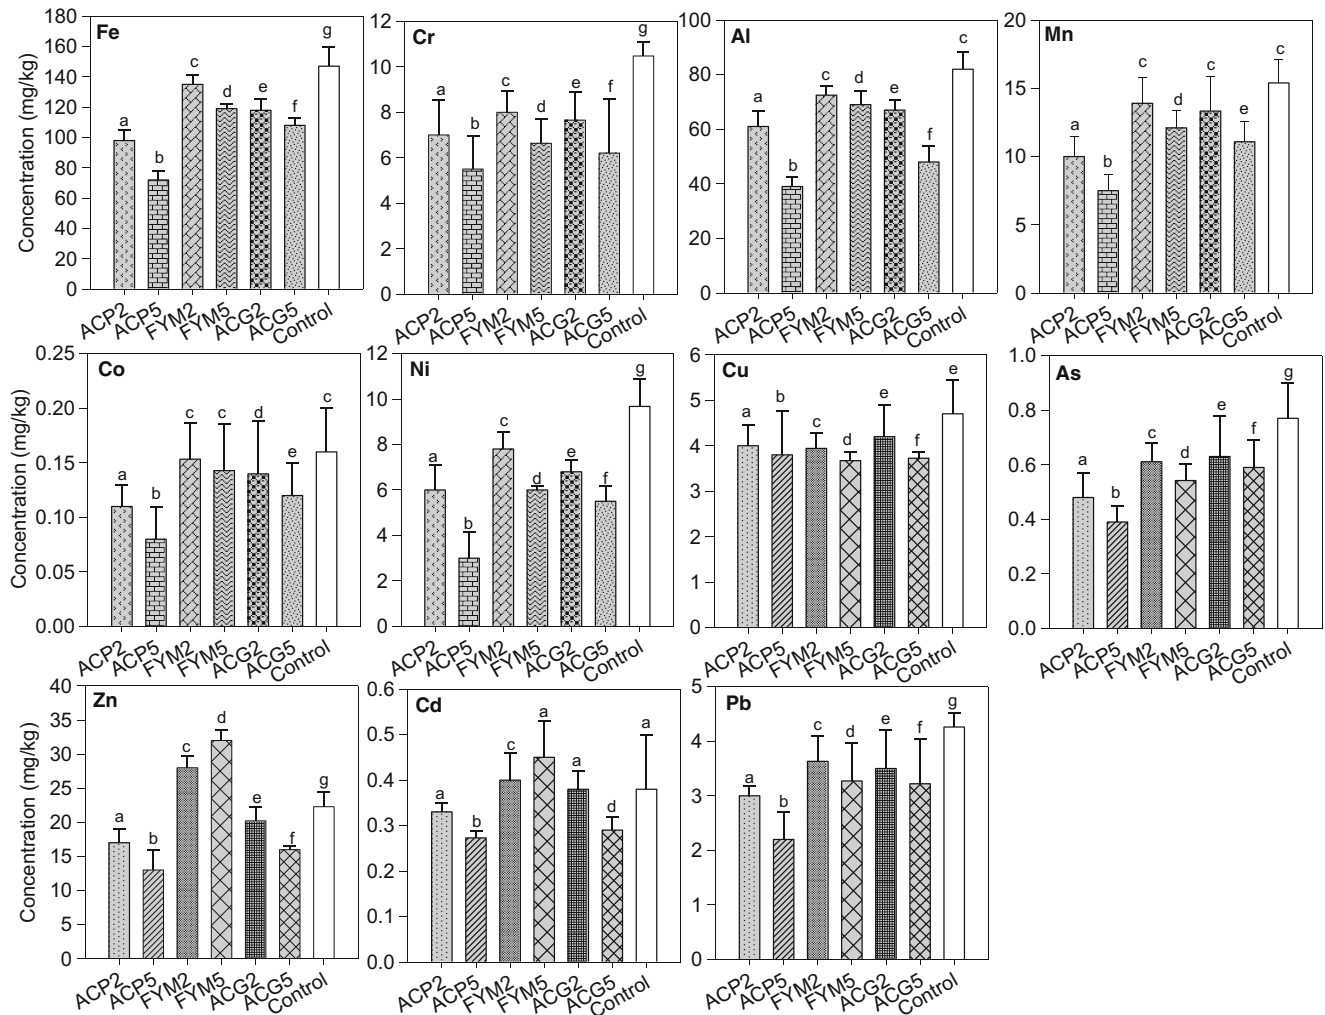 Fe
Concentration (mg/kg)
180
160
140
120
100
80
60
40
20
0
a
b
c
d
e
f
g
ACP2
ACP5
FYM2
FYM5
ACG2
ACG5
Control
Cr
12
10
8
6
4
2
0
a
b
c
d
e
f
g
ACP2
ACP5
FYM2
FYM5
ACG2
ACG5
Control
Al
100
80
60
40
20
0
a
b
c
d
e
f
c
ACP2
ACP5
FYM2
FYM5
ACG2
ACG5
Control
Mn
20
15
10
5
0
a
b
c
d
c
e
c
ACP2
ACP5
FYM2
FYM5
ACG2
ACG5
Control
Co
Concentration (mg/kg)
0.25
0.20
0.15
0.10
0.05
0.00
a
b
c
c
d
e
c
ACP2
ACP5
FYM2
FYM5
ACG2
ACG5
Control
Ni
12
10
8
6
4
2
0
a
b
c
d
e
f
g
ACP2
ACP5
FYM2
FYM5
ACG2
ACG5
Control
Cu
6
5
4
3
2
1
0
a
b
c
d
e
f
e
ACP2
ACP5
FYM2
FYM5
ACG2
ACG5
Control
As
1.0
0.8
0.6
0.4
0.2
0.0
a
b
c
d
e
f
g
ACP2
ACP5
FYM2
FYM5
ACG2
ACG5
Control
Zn
Concentration (mg/kg)
40
35
30
25
20
15
10
5
0
a
b
c
d
e
f
g
ACP2
ACP5
FYM2
FYM5
ACG2
ACG5
Control
Cd
0.6
0.5
0.4
0.3
0.2
0.1
0.0
a
b
c
a
a
d
a
ACP2
ACP5
FYM2
FYM5
ACG2
ACG5
Control
Pb
5
4
3
2
1
0
a
b
c
d
e
f
g
ACP2
ACP5
FYM2
FYM5
ACG2
ACG5
Control